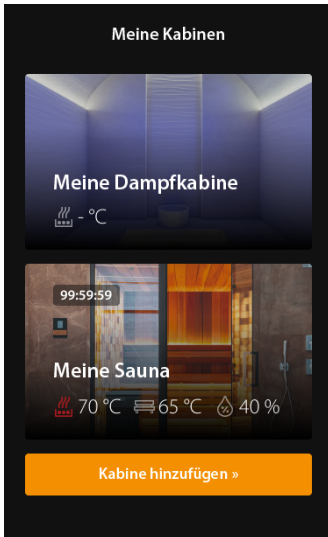 Meine Kabinen
Meine Dampfkabine
- °C
99:59:59
Meine Sauna
70 °C 65 °C 40 %
Kabine hinzufügen »